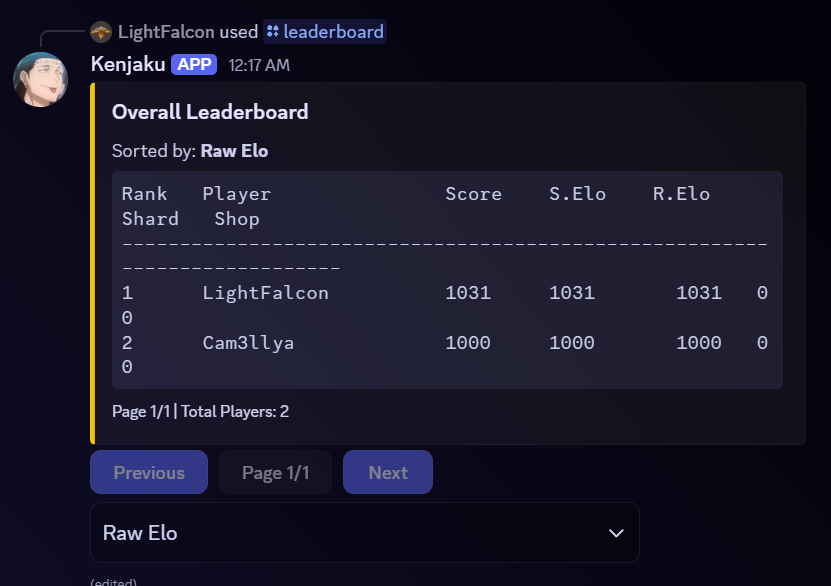 LightFalcon used leaderboard
Kenjaku APP 12:17 AM
Overall Leaderboard
Sorted by: Raw Elo
Rank Player Score S.Elo R.Elo
Shard Shop
--------------------------------------------------------
-------------------
1 LightFalcon 1031 1031 1031 0
0
2 Cam3llya 1000 1000 1000 0
0
Page 1/1 | Total Players: 2
Previous Page 1/1 Next
Raw Elo
(edited)